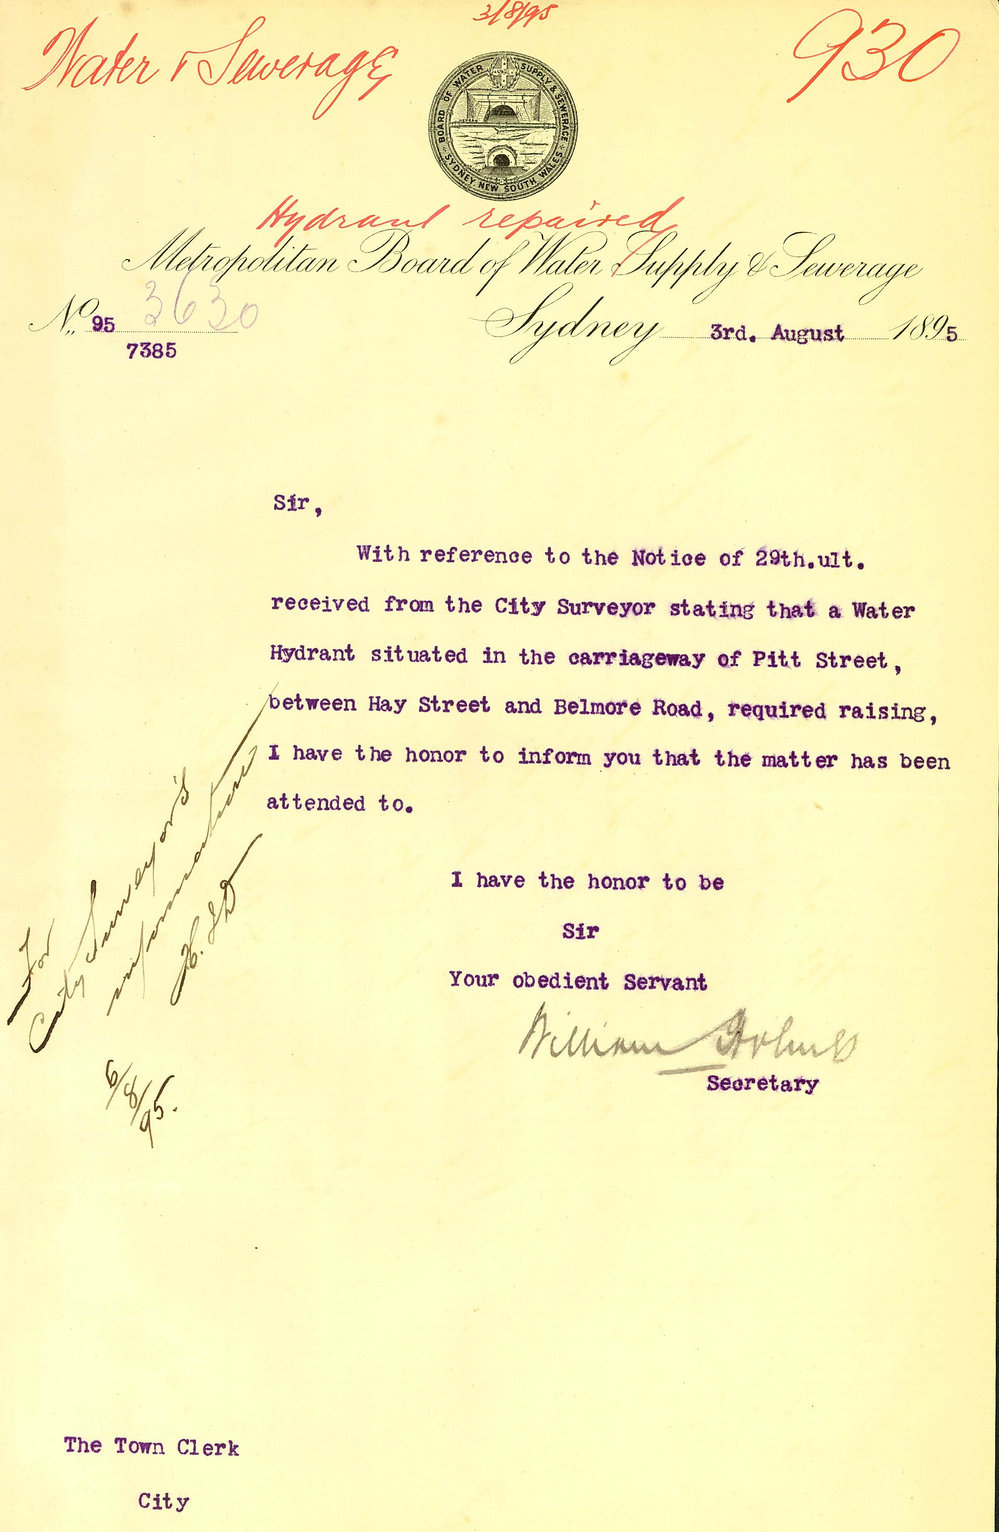 3/8/95
Water & Sewerage
930
BOARD OF WATER SUPPLY & SEWERAGE
SYDNEY, NEW SOUTH WALES
Hydrant repaired
Metropolitan Board of Water Supply & Sewerage
No. 95 3630
7385
Sydney 3rd. August 1895
Sir,
With reference to the Notice of 29th.ult.
received from the City Surveyor stating that a Water
Hydrant situated in the carriageway of Pitt Street,
between Hay Street and Belmore Road, required raising,
I have the honor to inform you that the matter has been
attended to.
For
City Surveyor's
information
6/8/95.
I have the honor to be
Sir
Your obedient Servant
William Holmes
Secretary
The Town Clerk
City